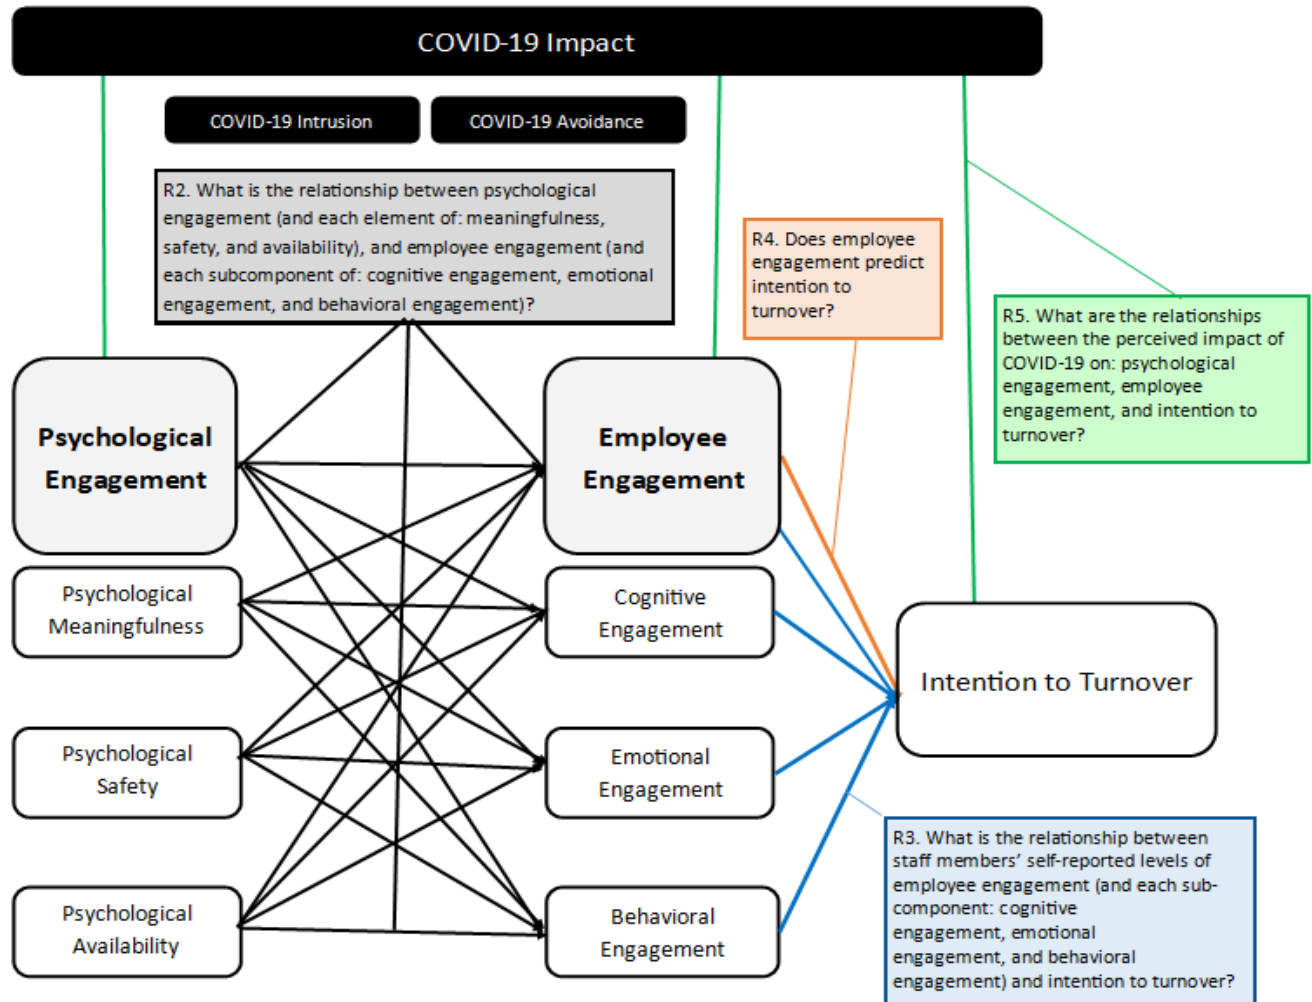 COVID-19 Impact
COVID-19 Intrusion
COVID-19 Avoidance
R2. What is the relationship between psychological
engagement (and each element of: meaningfulness,
safety, and availability), and employee engagement (and
each subcomponent of: cognitive engagement, emotional
engagement, and behavioral engagement)?
R4. Does employee
engagement predict
intention to
turnover?
R5. What are the relationships
between the perceived impact of
COVID-19 on: psychological
engagement, employee
engagement, and intention to
turnover?
Psychological
Engagement
Employee
Engagement
Psychological
Meaningfulness
Cognitive
Engagement
Intention to Turnover
Psychological
Safety
Emotional
Engagement
Psychological
Availability
Behavioral
Engagement
R3. What is the relationship between
staff members’ self-reported levels of
employee engagement (and each sub-
component: cognitive
engagement, emotional
engagement, and behavioral
engagement) and intention to turnover?